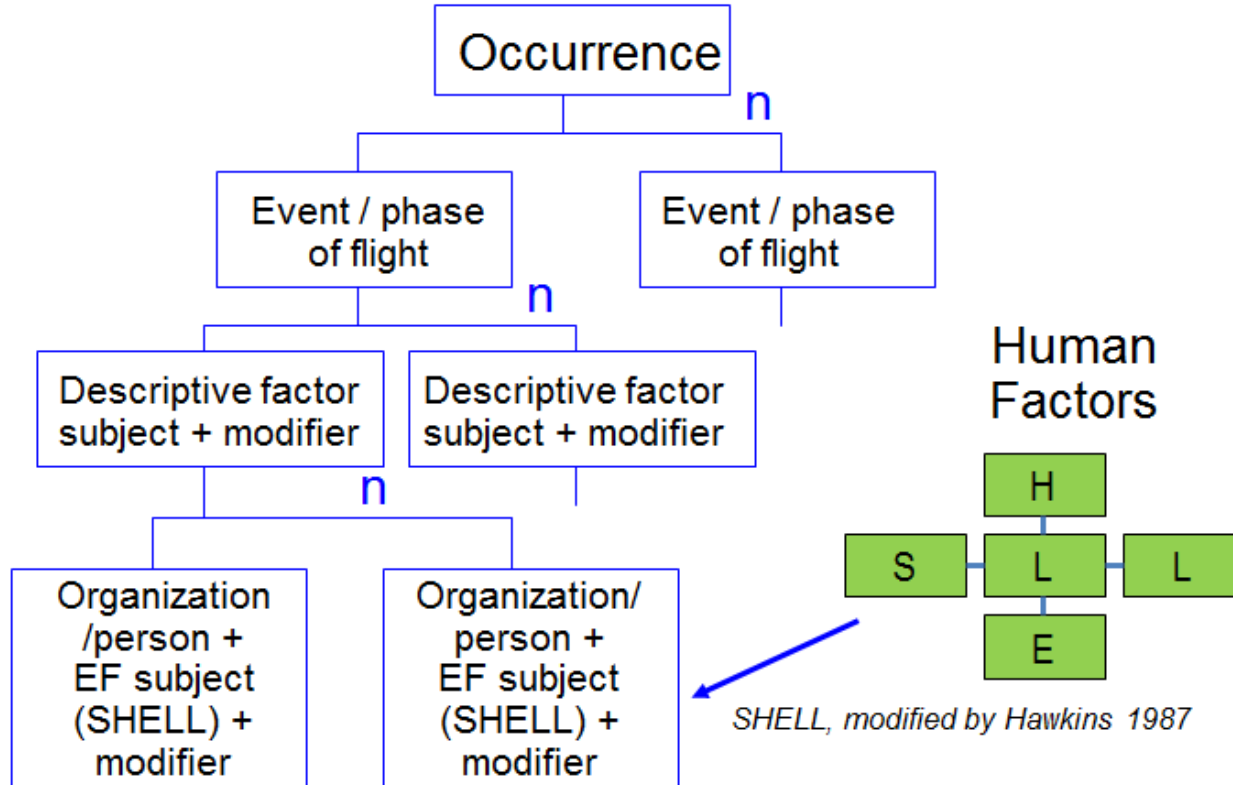 Occurrence
n
Event / phase
of flight
Event / phase
of flight
n
Descriptive factor
subject + modifier
Descriptive factor
subject + modifier
n
Organization
/person +
EF subject
(SHELL) +
modifier
Organization/
person +
EF subject
(SHELL) +
modifier
Human
Factors
H
S
L
L
E
SHELL, modified by Hawkins 1987